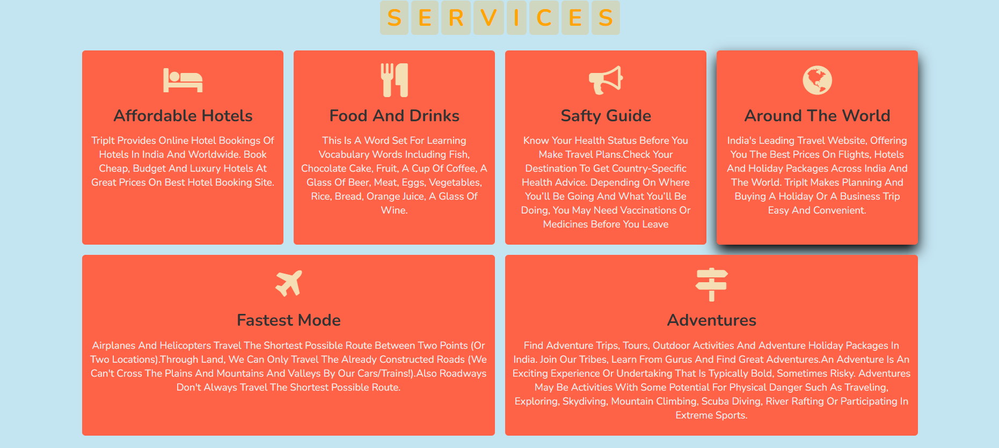 SERVICES
Affordable Hotels
TripIt Provides Online Hotel Bookings Of
Hotels In India And Worldwide. Book
Cheap, Budget And Luxury Hotels At
Great Prices On Best Hotel Booking Site.
Food And Drinks
This Is A Word Set For Learning
Vocabulary Words Including Fish,
Chocolate Cake, Fruit, A Cup Of Coffee, A
Glass Of Beer, Meat, Eggs, Vegetables,
Rice, Bread, Orange Juice, A Glass Of
Wine.
Safty Guide
Know Your Health Status Before You
Make Travel Plans.Check Your
Destination To Get Country-Specific
Health Advice. Depending On Where
You’ll Be Going And What You’ll Be
Doing, You May Need Vaccinations Or
Medicines Before You Leave
Around The World
India's Leading Travel Website, Offering
You The Best Prices On Flights, Hotels
And Holiday Packages Across India And
The World. TripIt Makes Planning And
Buying A Holiday Or A Business Trip
Easy And Convenient.
Fastest Mode
Airplanes And Helicopters Travel The Shortest Possible Route Between Two Points (Or
Two Locations).Through Land, We Can Only Travel The Already Constructed Roads (We
Can't Cross The Plains And Mountains And Valleys By Our Cars/Trains!).Also Roadways
Don't Always Travel The Shortest Possible Route.
Adventures
Find Adventure Trips, Tours, Outdoor Activities And Adventure Holiday Packages In
India. Join Our Tribes, Learn From Gurus And Find Great Adventures.An Adventure Is An
Exciting Experience Or Undertaking That Is Typically Bold, Sometimes Risky. Adventures
May Be Activities With Some Potential For Physical Danger Such As Traveling,
Exploring, Skydiving, Mountain Climbing, Scuba Diving, River Rafting Or Participating In
Extreme Sports.